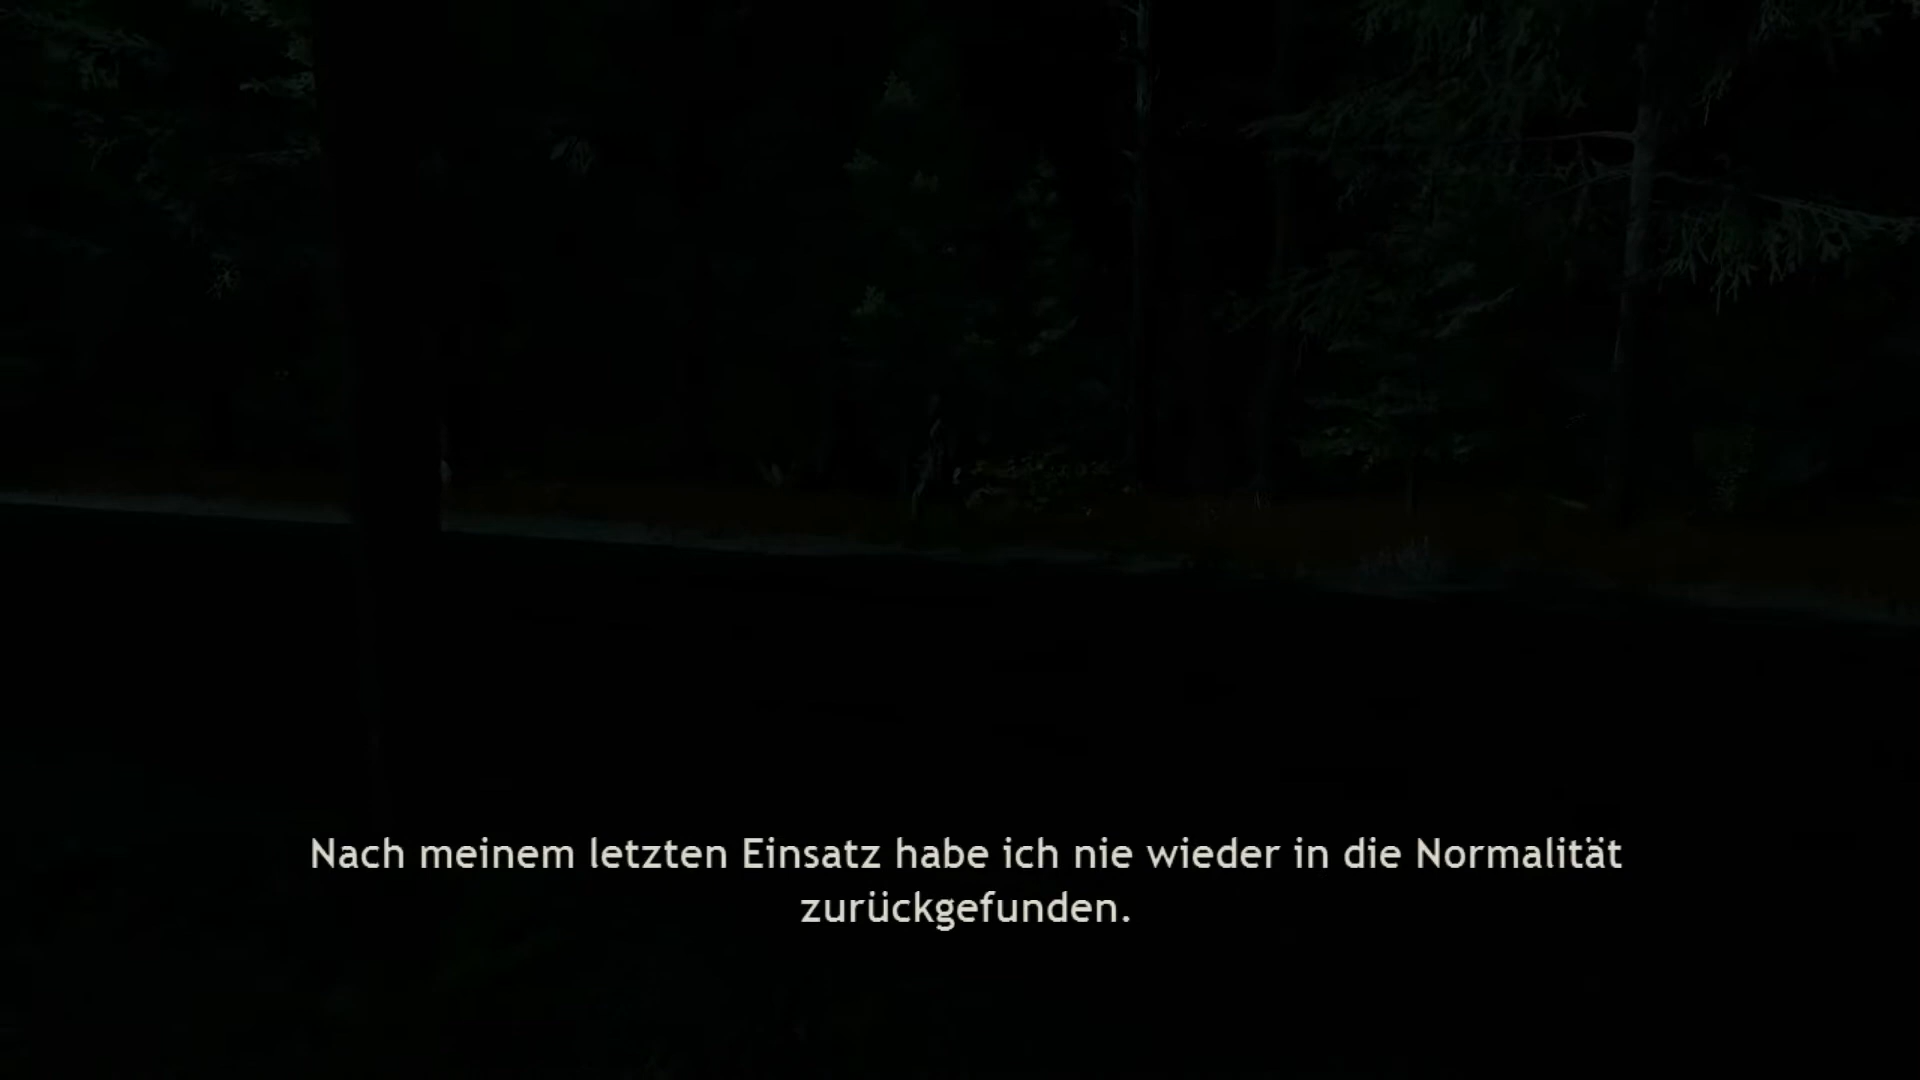 Nach meinem letzten Einsatz habe ich nie wieder in die Normalität
zurückgefunden.